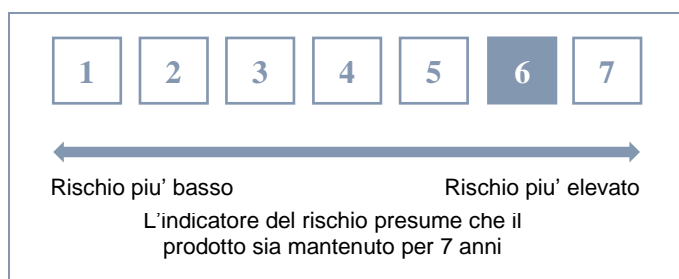 1 2 3 4 5 6 7
Rischio piu' basso Rischio piu' elevato
L'indicatore del rischio presume che il
prodotto sia mantenuto per 7 anni